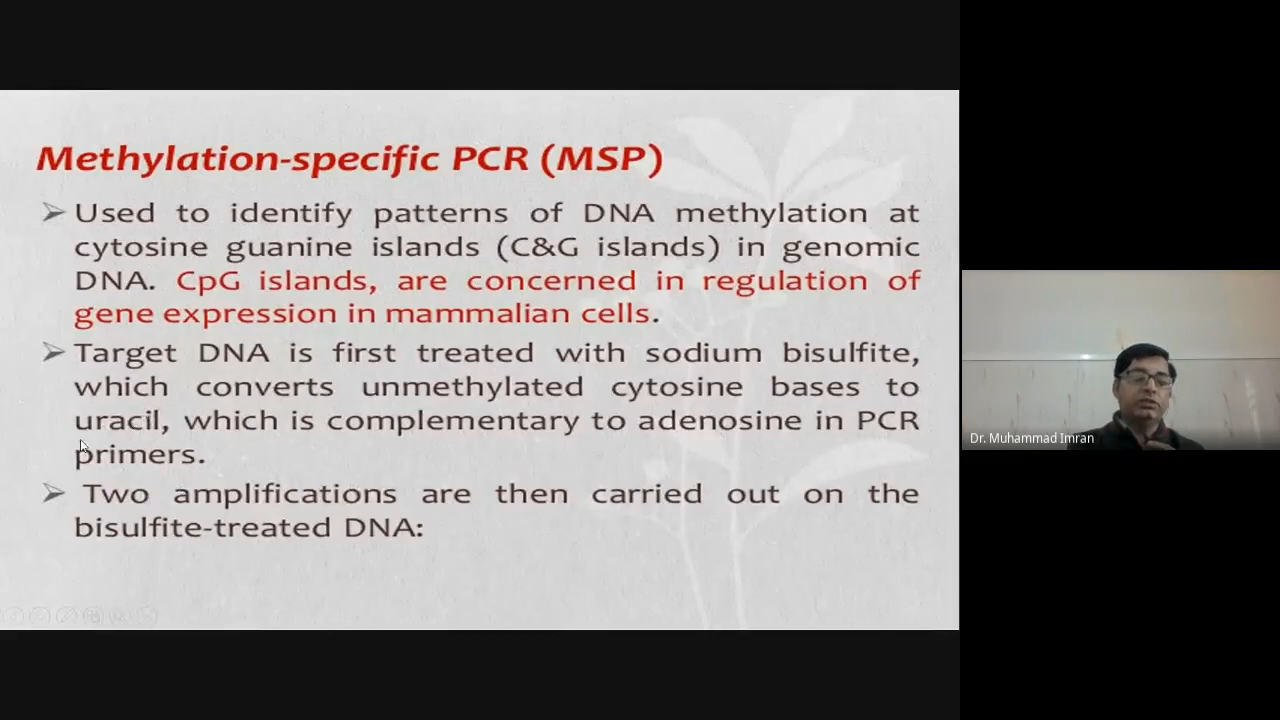 Methylation-specific PCR (MSP)
Used to identify patterns of DNA methylation at
cytosine guanine islands (C&G islands) in genomic
DNA. CpG islands, are concerned in regulation of
gene expression in mammalian cells.
Target DNA is first treated with sodium bisulfite,
which converts unmethylated cytosine bases to
uracil, which is complementary to adenosine in PCR
primers.
Two amplifications are then carried out on the
bisulfite-treated DNA:
Dr. Muhammad Imran